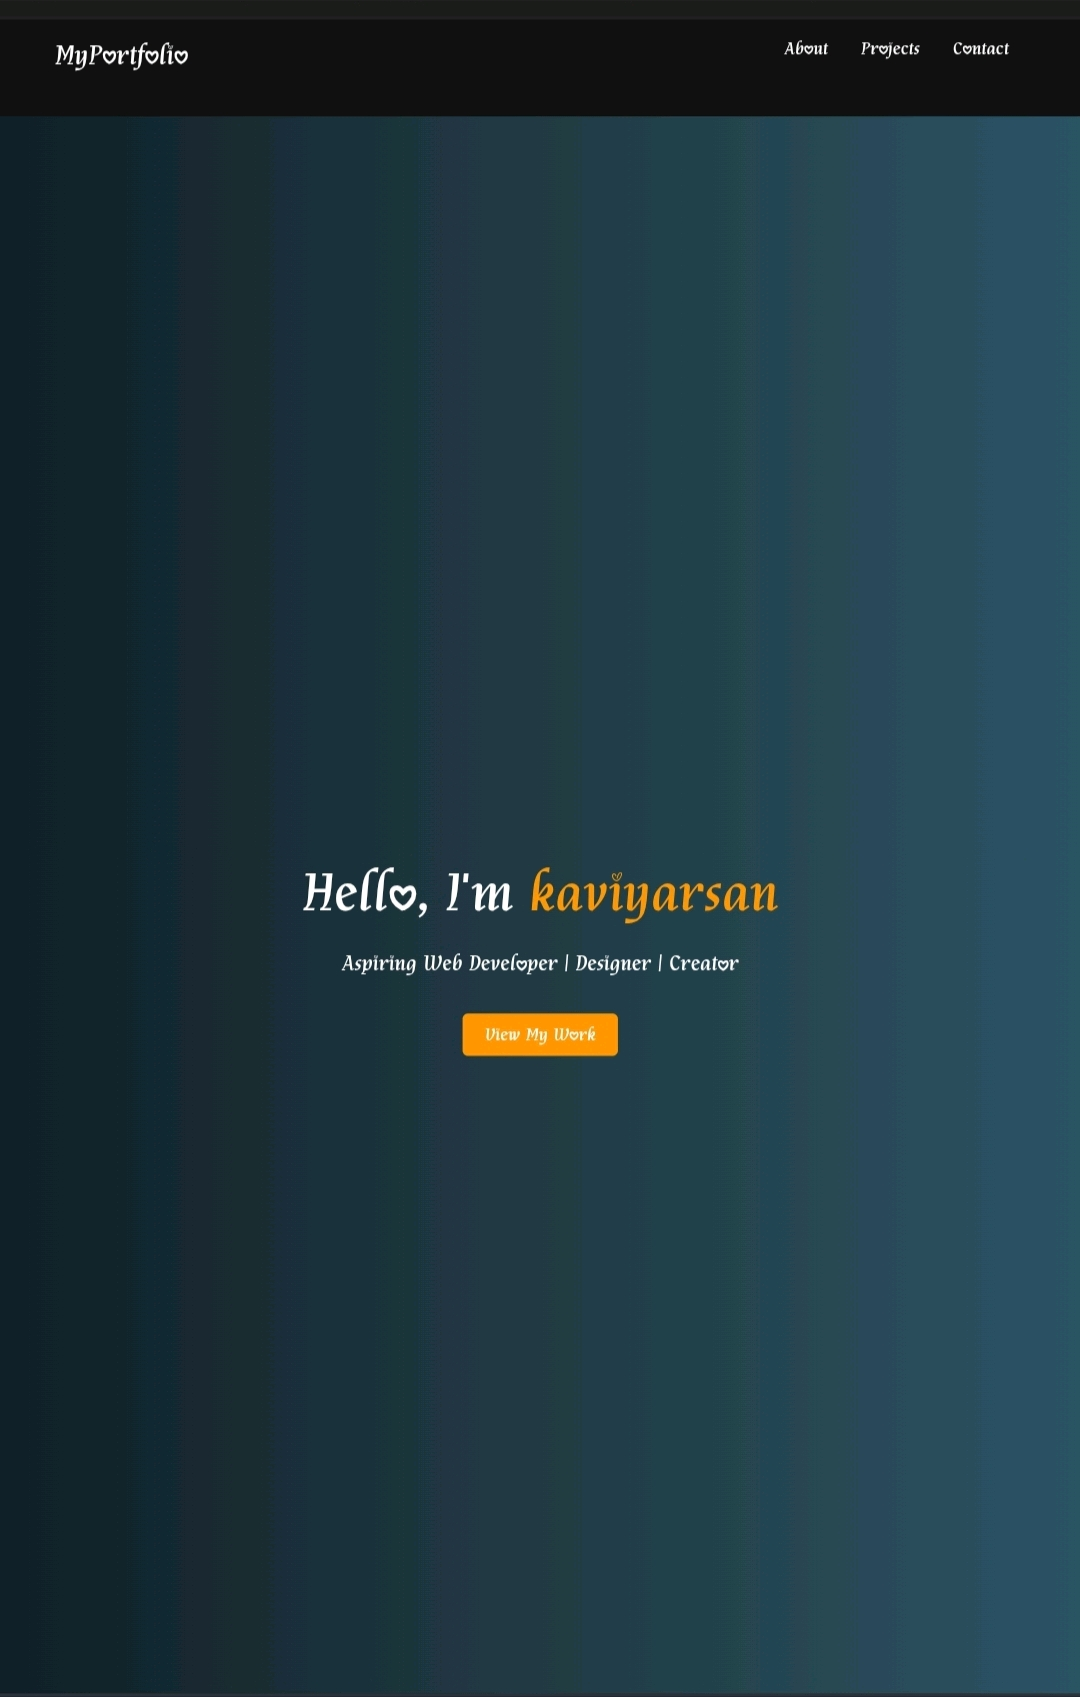 MyPortfolio
About Projects Contact
Hello, I'm kaviyarsan
Aspiring Web Developer | Designer | Creator
View My Work